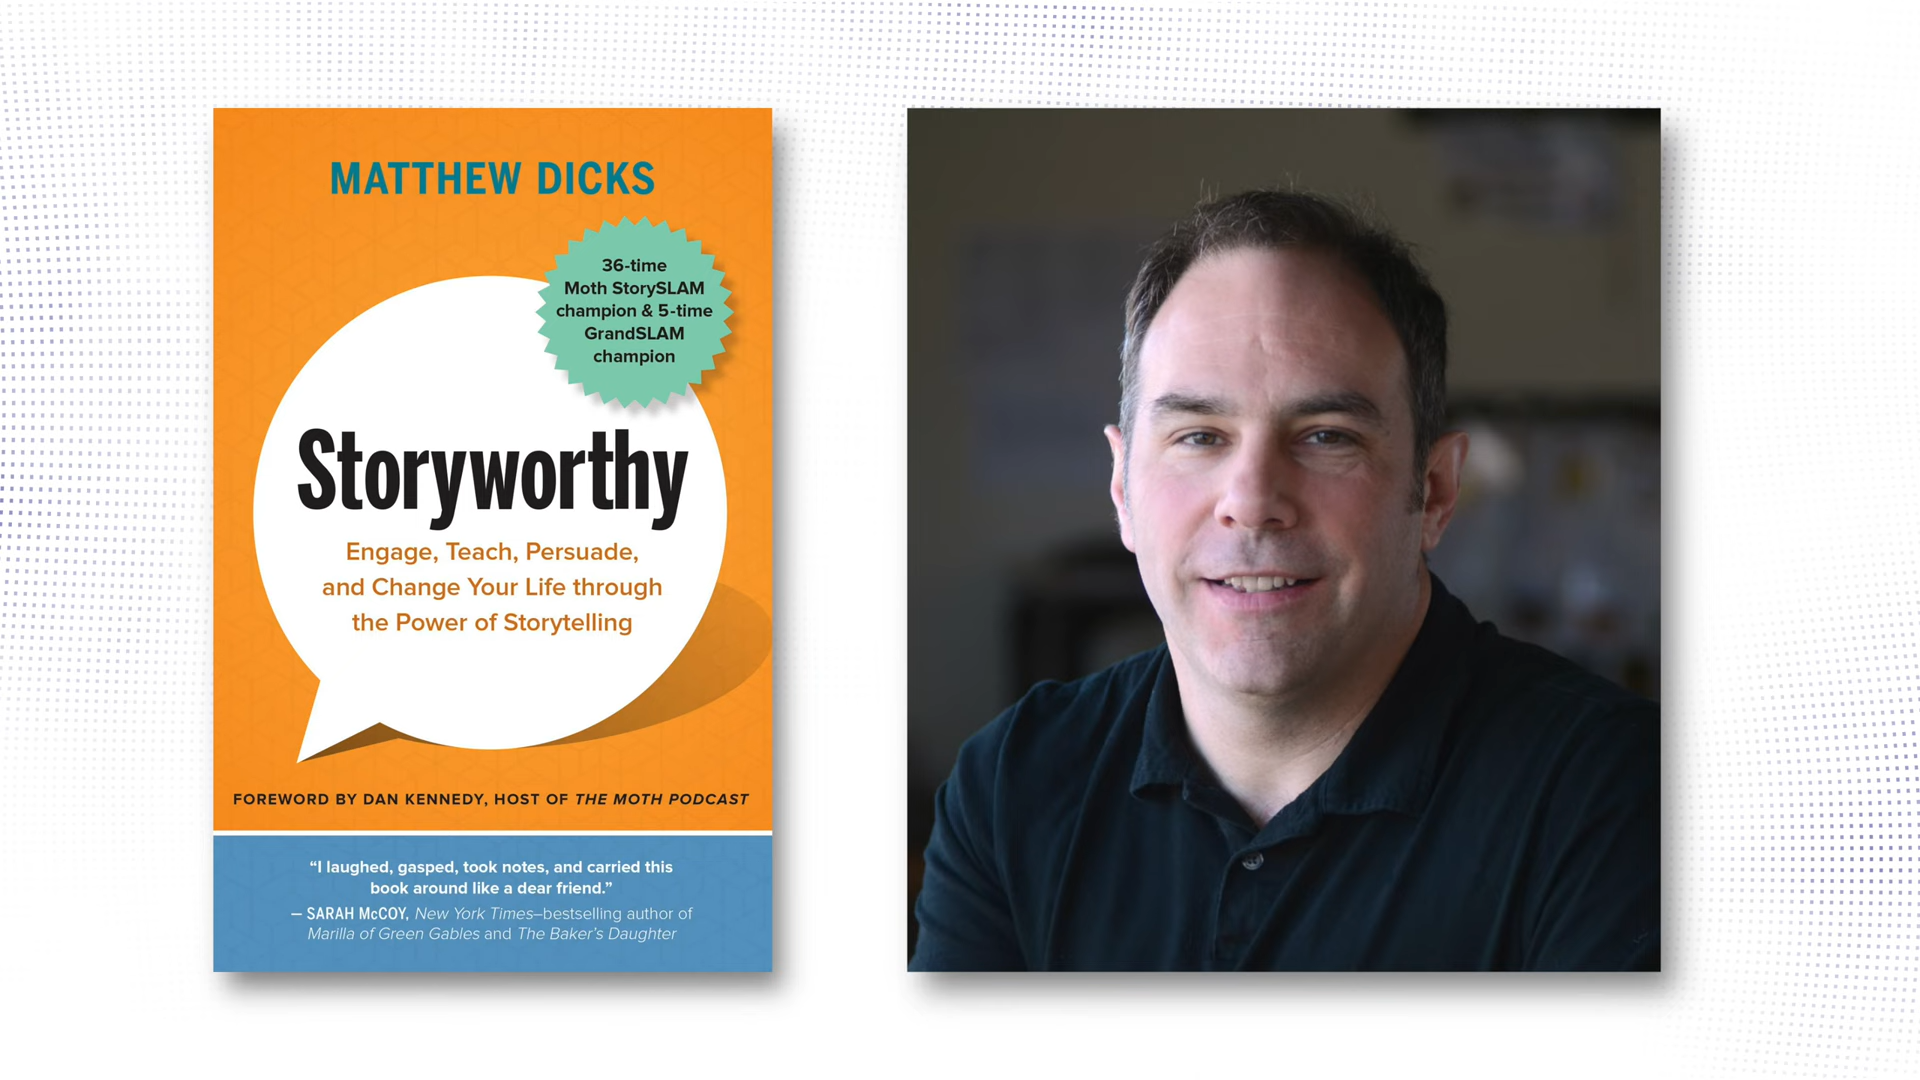 MATTHEW DICKS
36-time
Moth StorySLAM
champion & 5-time
GrandSLAM
champion
Storyworthy
Engage, Teach, Persuade,
and Change Your Life through
the Power of Storytelling
FOREWORD BY DAN KENNEDY, HOST OF THE MOTH PODCAST
“I laughed, gasped, took notes, and carried this
book around like a dear friend.”
— SARAH McCOY, New York Times–bestselling author of
Marilla of Green Gables and The Baker’s Daughter